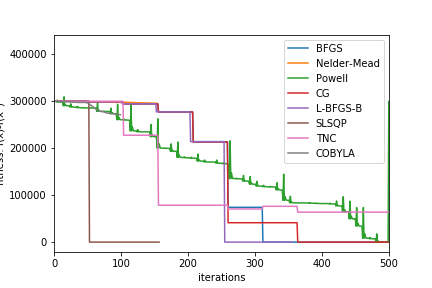 400000
300000
200000
100000
0
0
100
200
300
400
500
iterations
BFGS
Nelder-Mead
Powell
CG
L-BFGS-B
SLSQP
TNC
COBYLA